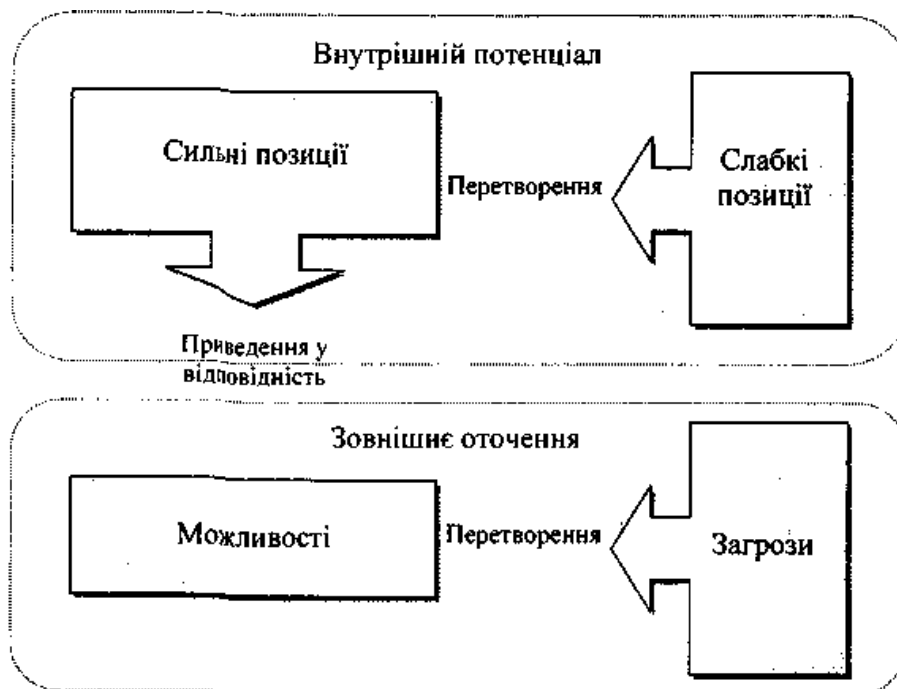 Внутрішній потенціал
Сильні позиції
Перетворення
Слабкі
позиції
Приведення у
відповідність
Зовнішнє оточення
Можливості
Перетворення
Загрози